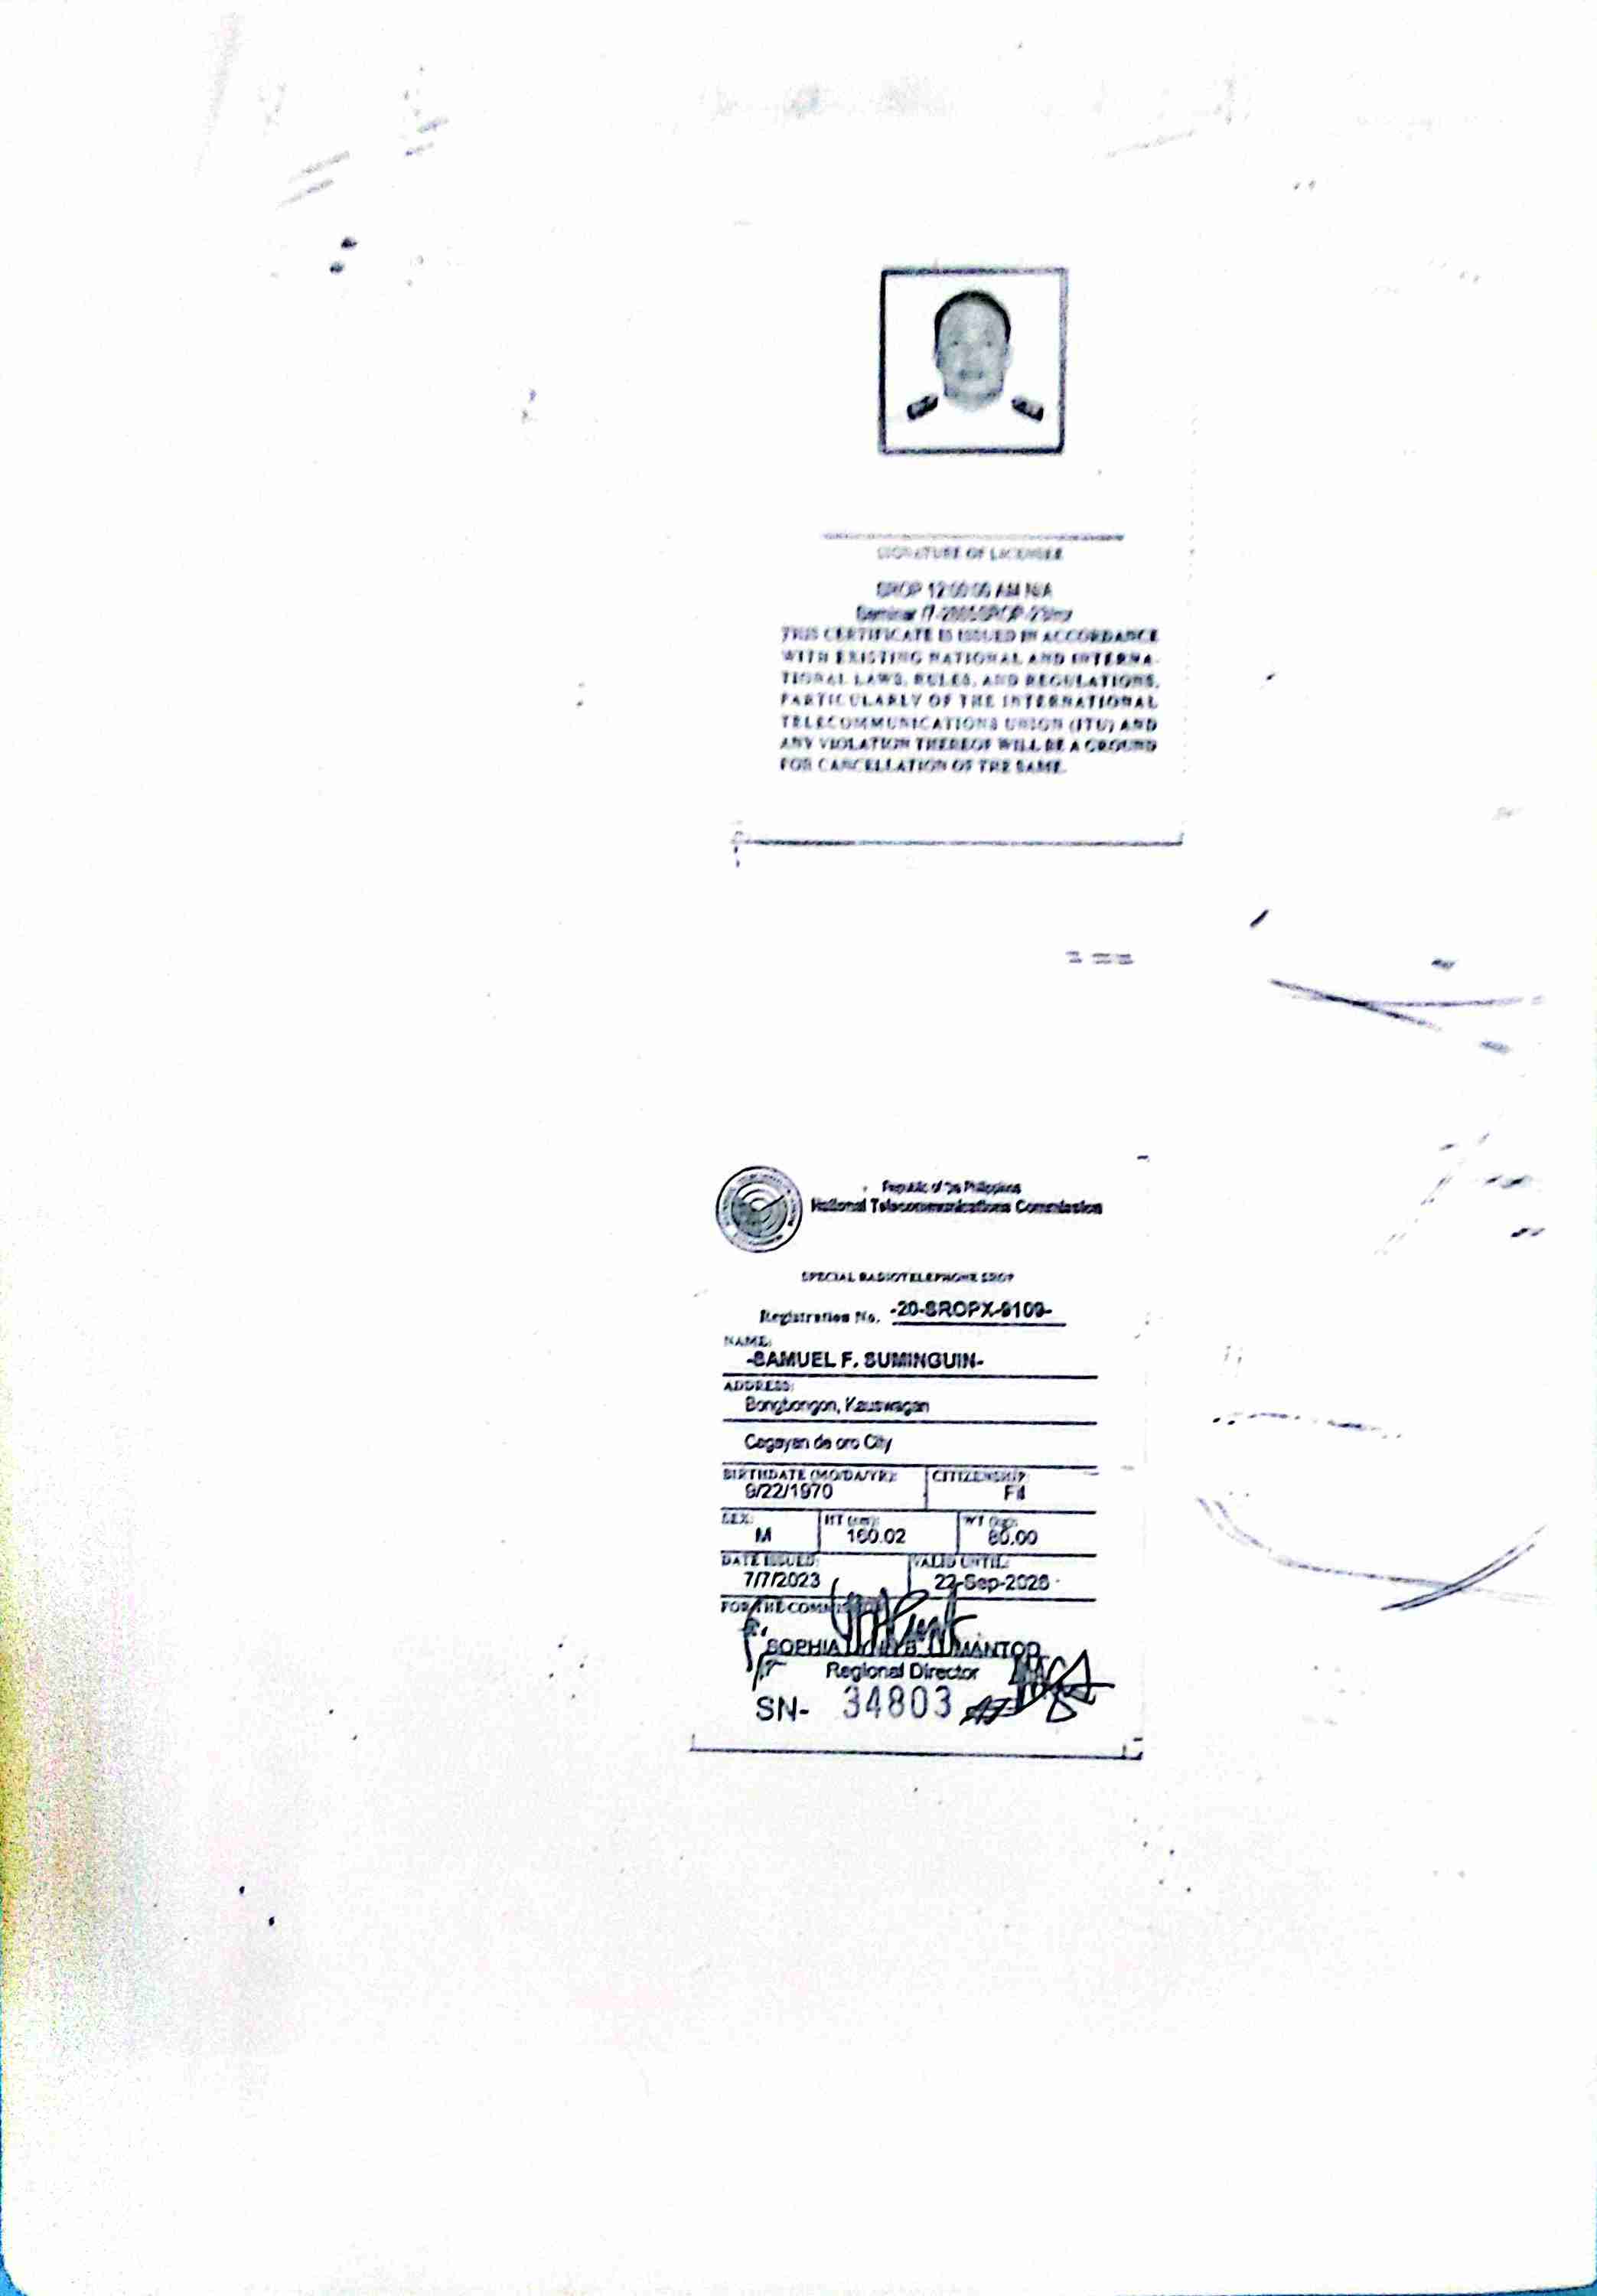 SIGNATURE OF LICENSEE
SROP 12:00:00 AM N/A
Seminar
THIS CERTIFICATE IS ISSUED IN ACCORDANCE
WITH EXISTING NATIONAL AND INTERNA-
TIONAL LAWS, RULES, AND REGULATIONS,
PARTICULARLY OF THE INTERNATIONAL
TELECOMMUNICATIONS UNION (ITU) AND
ANY VIOLATION THEREOF WILL BE A GROUND
FOR CANCELLATION OF THE SAME.
Republic of the Philippines
National Telecommunications Commission
SPECIAL RADIOTELEPHONE SROP
Registration No. -20-SROPX-9109-
NAME:
-SAMUEL F. SUMINGUIN-
ADDRESS:
Bongbongon, Kauswagan
Cagayan de oro City
BIRTHDATE (MO/DA/YR): CITIZENSHIP
9/22/1970 Fil
SEX: HT (cm): WT (kg):
M 160.02 80.00
DATE ISSUED: VALID UNTIL:
7/7/2023 22-Sep-2026
FOR THE COMMISSION
SOPHIA
Regional Director
SN- 34803